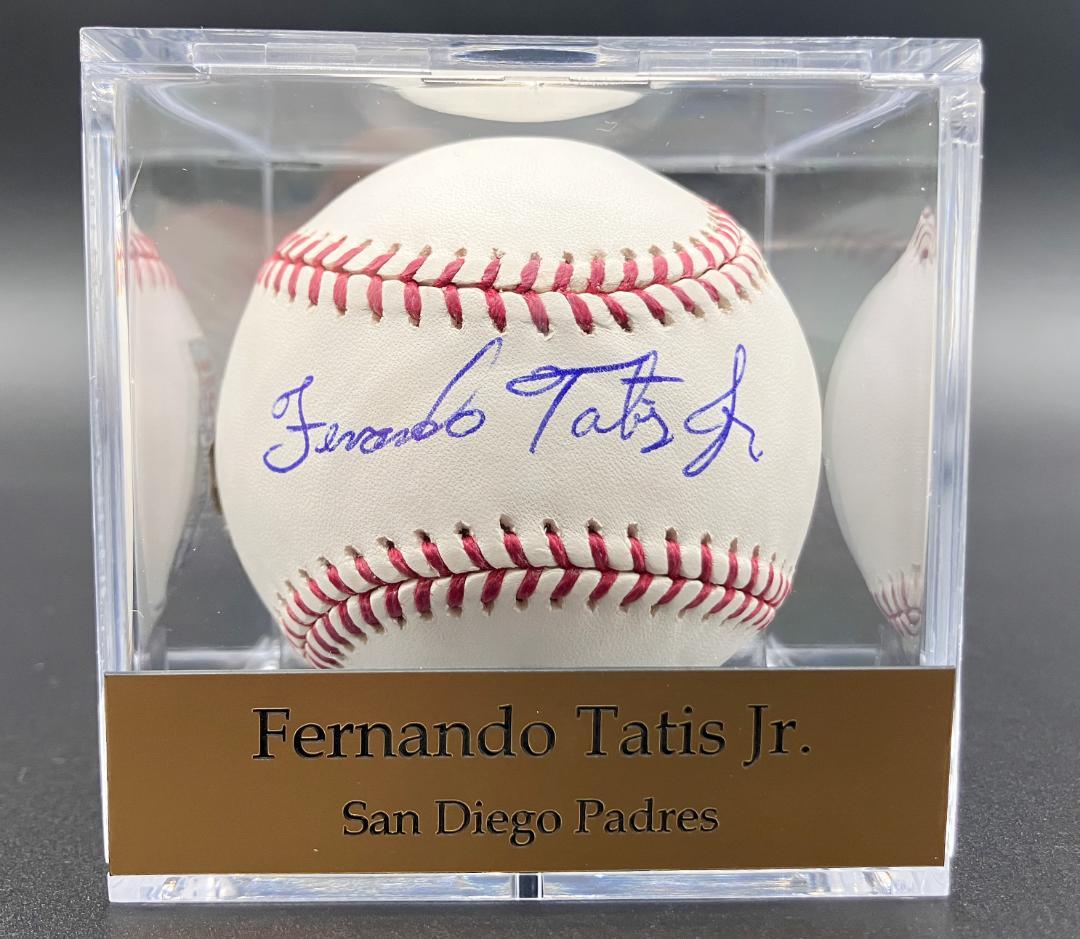 Fernando Tatis Jr.
Fernando Tatis Jr.
San Diego Padres